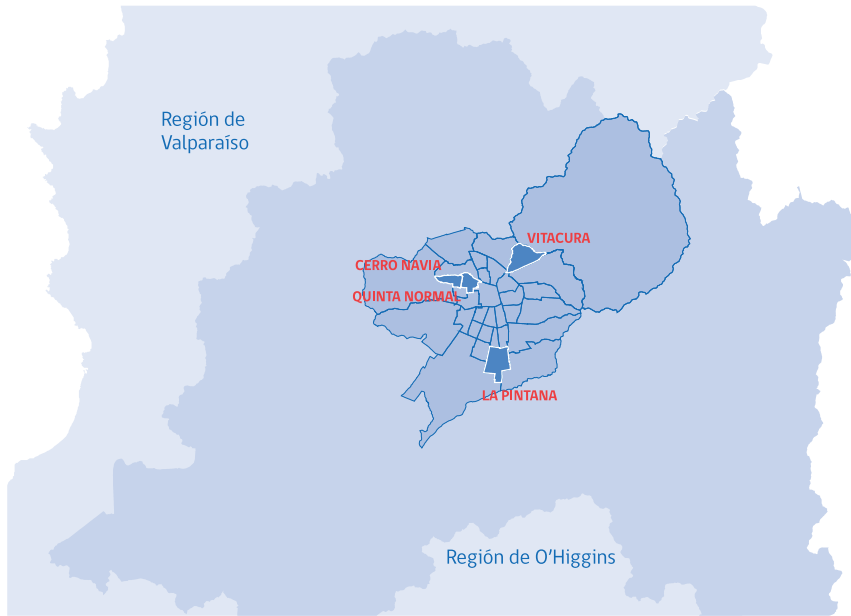 Región de
Valparaíso
VITACURA
CERRO NAVIA
QUINTA NORMAL
LA PINTANA
Región de O’Higgins